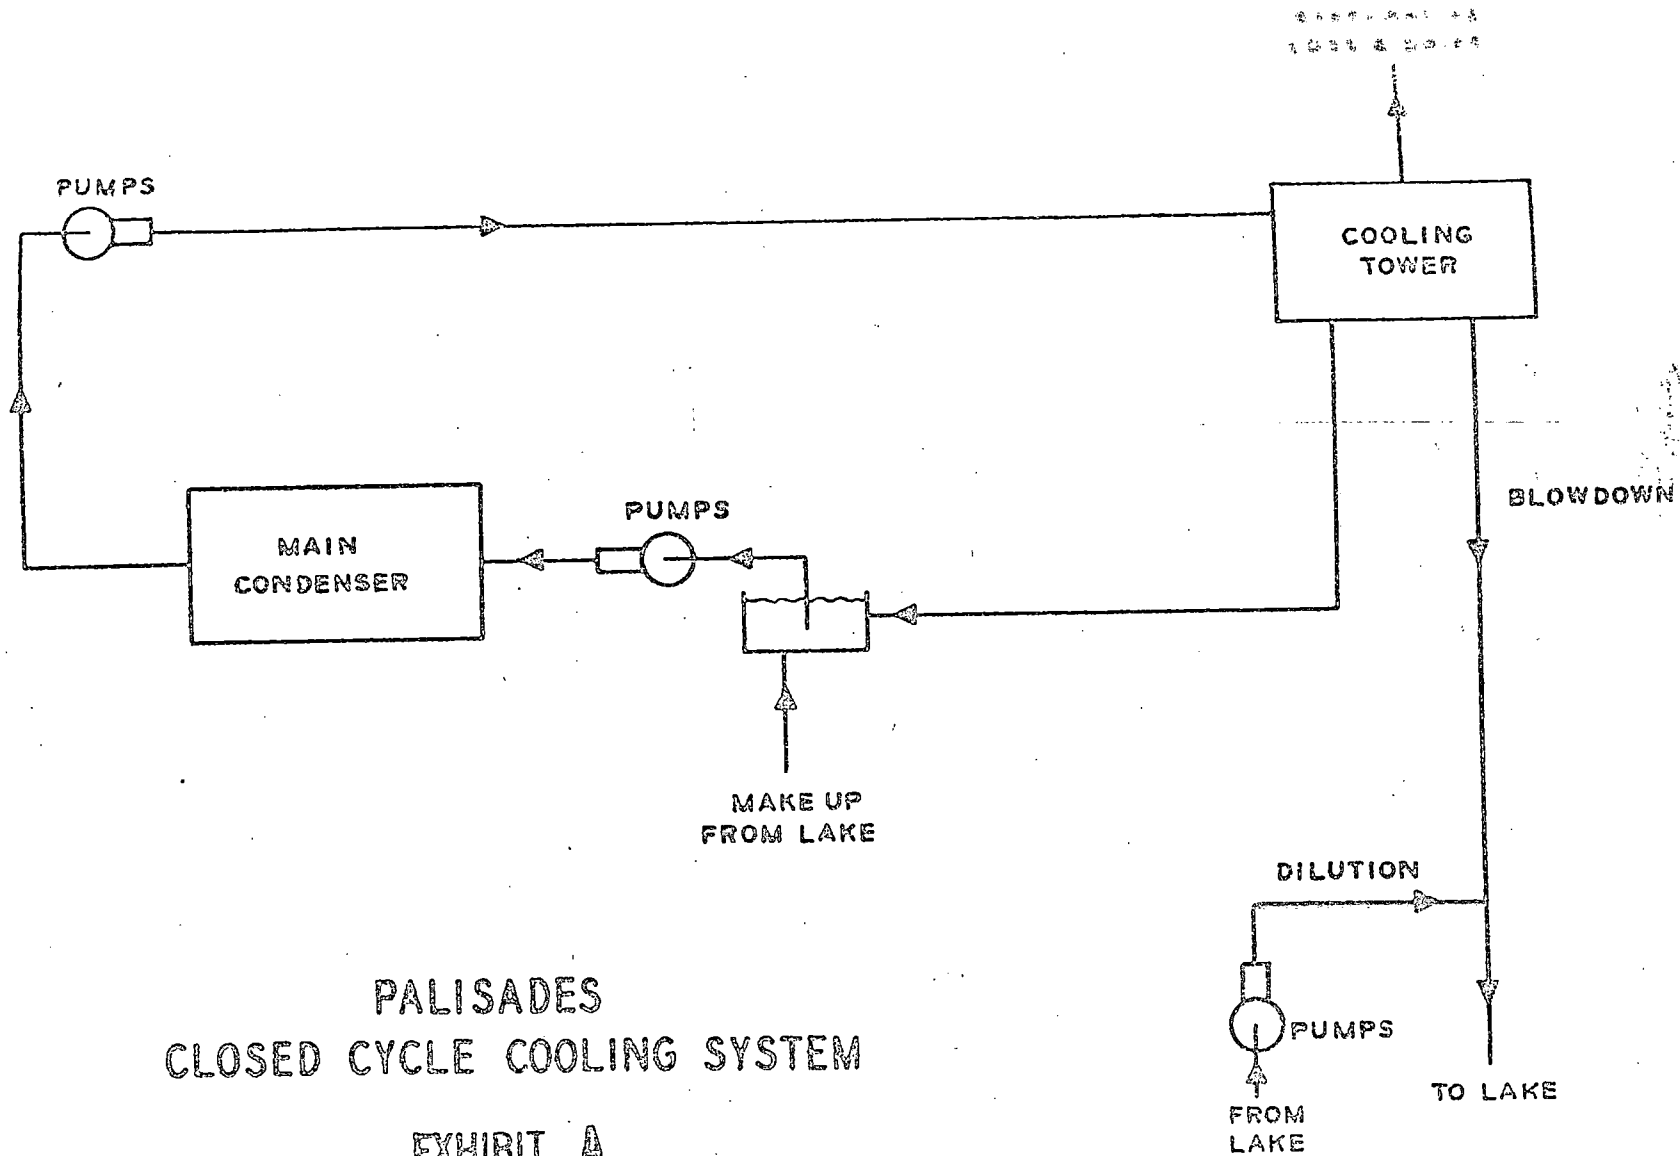 PUMPS
COOLING
TOWER
BLOWDOWN
PUMPS
MAIN
CONDENSER
MAKE UP
FROM LAKE
DILUTION
PALISADES
CLOSED CYCLE COOLING SYSTEM
PUMPS
TO LAKE
FROM
LAKE
EXHIBIT A